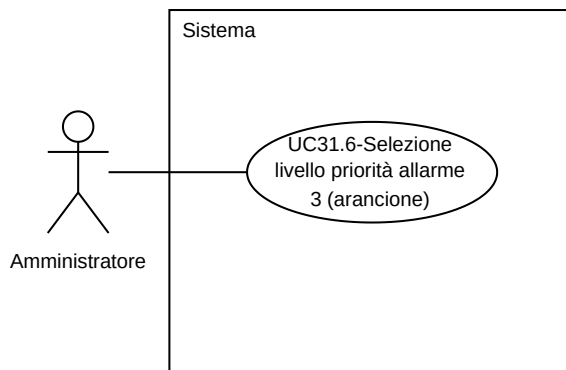 Sistema
UC31.6-Selezione
livello priorità allarme
3 (arancione)
Amministratore